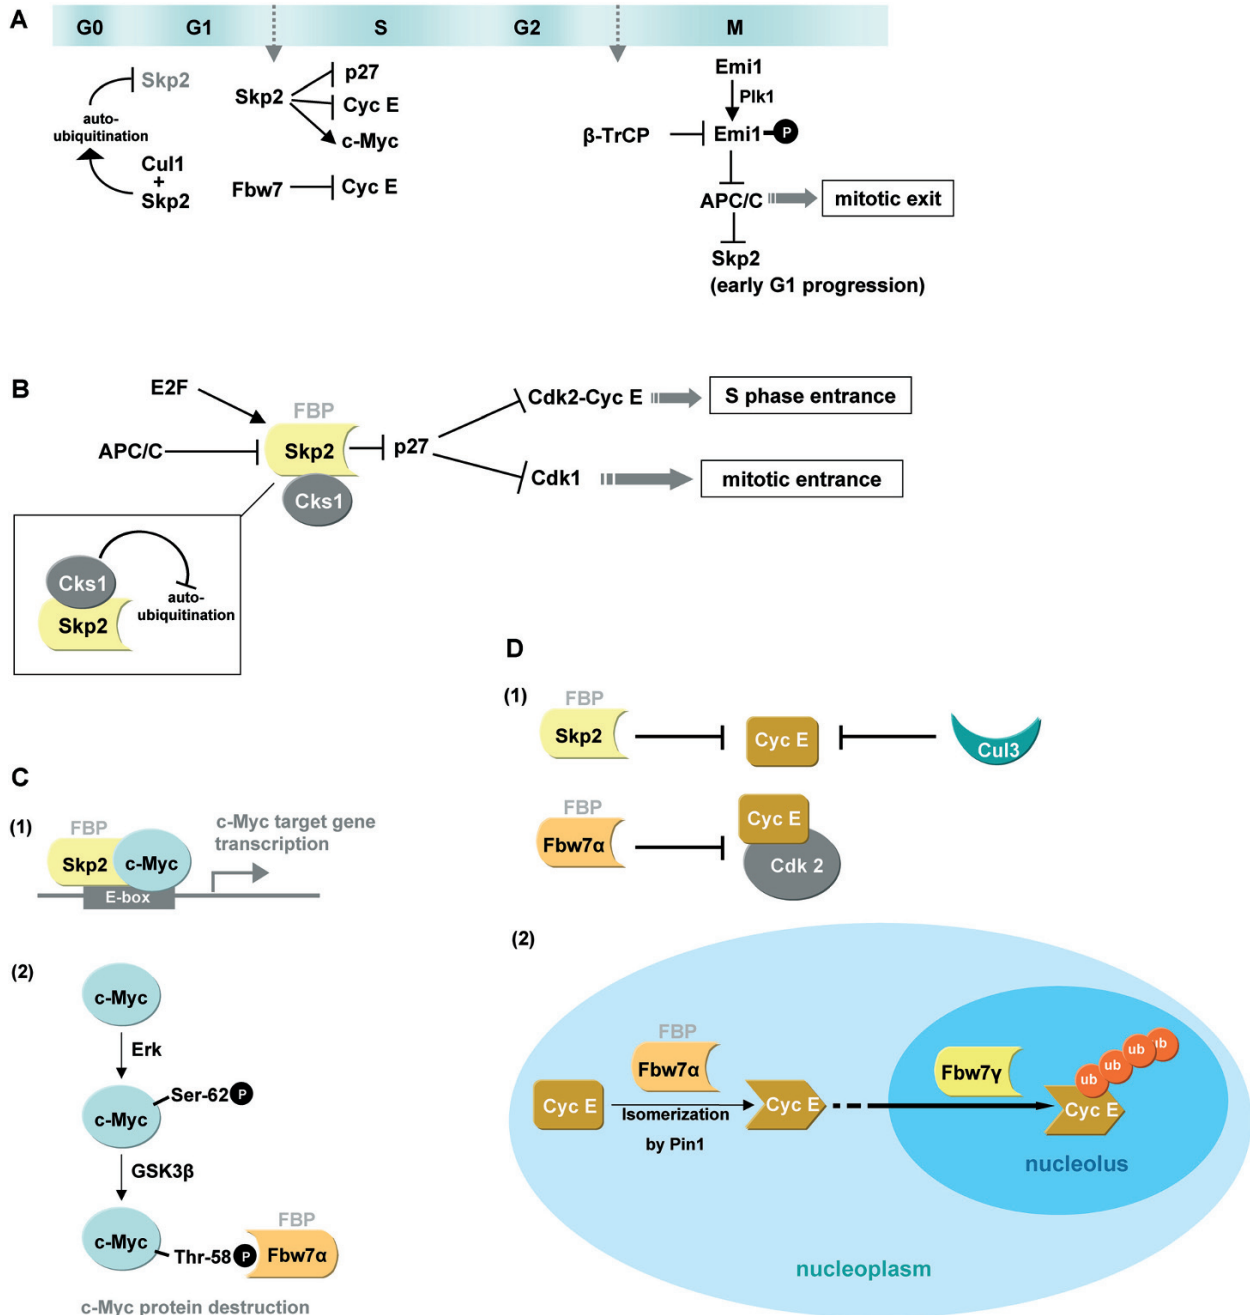 A
G0 G1 S G2 M
Skp2
auto-
ubiquitination
Cul1
+
Skp2
Skp2
p27
Cyc E
c-Myc
Fbw7
Cyc E
Emi1
Plk1
β-TrCP
Emi1
P
APC/C
mitotic exit
Skp2
(early G1 progression)
B
E2F
APC/C
FBP
Skp2
Cks1
p27
Cdk2-Cyc E
S phase entrance
Cdk1
mitotic entrance
Cks1
Skp2
auto-
ubiquitination
C
(1)
FBP
Skp2
c-Myc
E-box
c-Myc target gene
transcription
(2)
c-Myc
Erk
c-Myc
Ser-62
P
GSK3β
c-Myc
Thr-58
P
FBP
Fbw7α
c-Myc protein destruction
D
(1)
FBP
Skp2
Cyc E
Cul3
FBP
Fbw7α
Cyc E
Cdk 2
(2)
Cyc E
FBP
Fbw7α
Isomerization
by Pin1
Cyc E
Fbw7γ
ub
ub
ub
ub
Cyc E
nucleolus
nucleoplasm